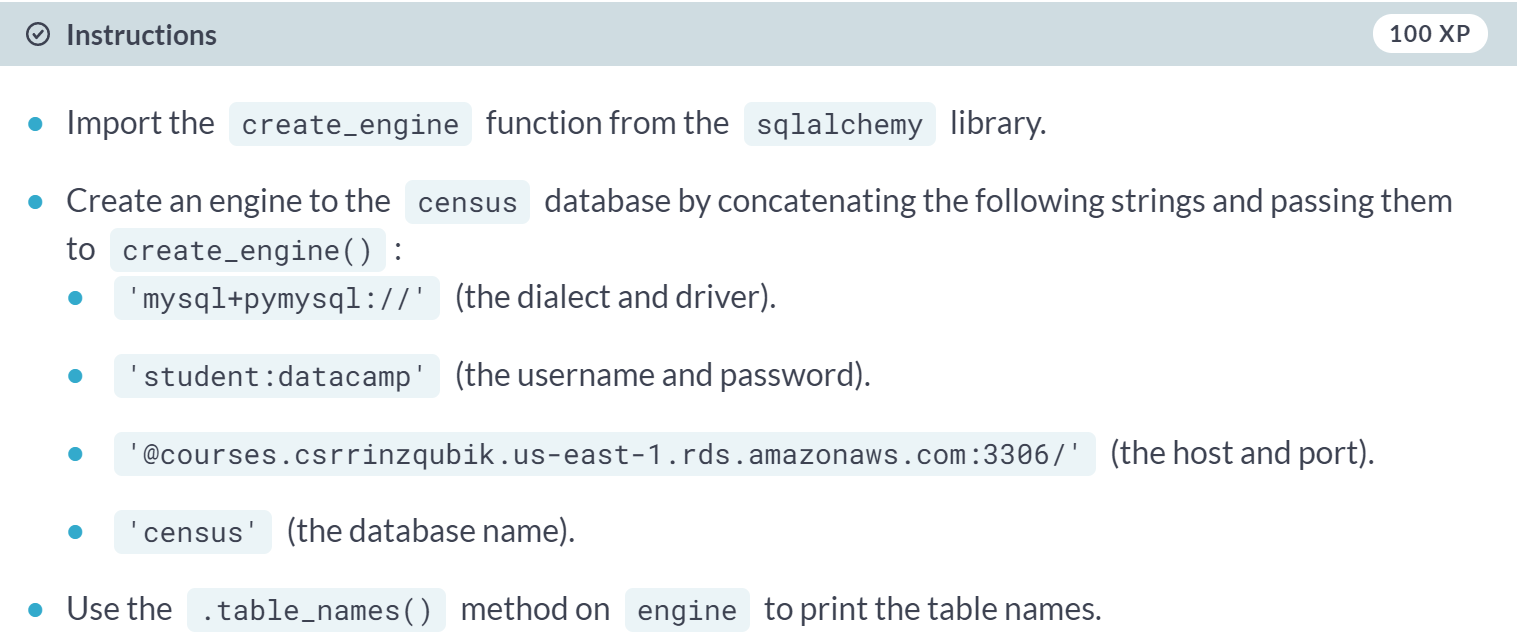 Instructions
100 XP
Import the create_engine function from the sqlalchemy library.
Create an engine to the census database by concatenating the following strings and passing them
to create_engine() :
'mysql+pymysql://' (the dialect and driver).
'student:datacamp' (the username and password).
'@courses.csrrinzqubik.us-east-1.rds.amazonaws.com:3306/' (the host and port).
'census' (the database name).
Use the .table_names() method on engine to print the table names.